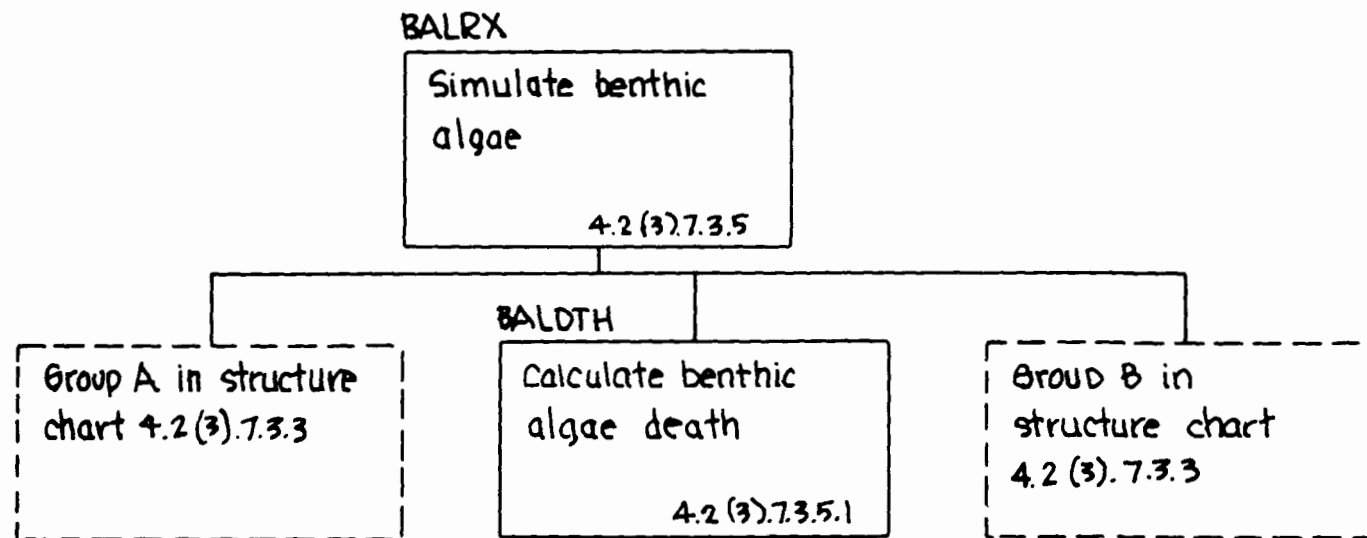 BALRX
Simulate benthic
algae
4.2(3).7.3.5
Group A in structure
chart 4.2(3).7.3.3
BALDTH
Calculate benthic
algae death
4.2(3).7.3.5.1
Group B in
structure chart
4.2(3).7.3.3